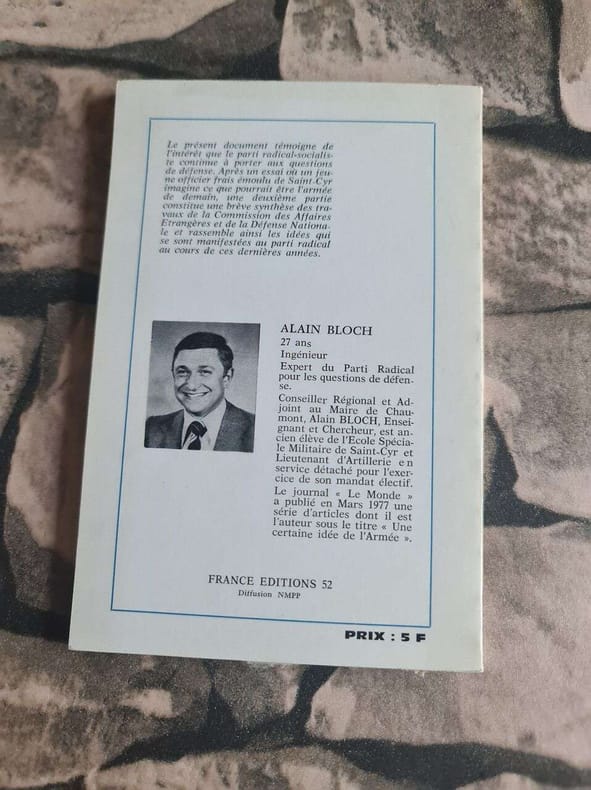 Le présent document témoigne de
l'intérêt que le parti radical-socialis-
te continue à porter aux questions
de défense. Après un essai où un jeu-
ne officier frais émoulu de Saint-Cyr
imagine ce que pourrait être l'armée
de demain, une deuxième partie
constitue une brève synthèse des tra-
vaux de la Commission des Affaires
Etrangères et de la Défense Nationa-
le et rassemble ainsi les idées qui
se sont manifestées au parti radical
au cours de ces dernières années.
ALAIN BLOCH
27 ans
Ingénieur
Expert du Parti Radical
pour les questions de défen-
se.
Conseiller Régional et Ad-
joint au Maire de Chau-
mont, Alain BLOCH, Ensei-
gnant et Chercheur, est an-
cien élève de l'Ecole Spécia-
le Militaire de Saint-Cyr et
Lieutenant d'Artillerie en
service détaché pour l'exer-
cice de son mandat électif.
Le journal « Le Monde »
a publié en Mars 1977 une
série d'articles dont il est
l'auteur sous le titre « Une
certaine idée de l'Armée ».
FRANCE EDITIONS 52
Diffusion NMPP
PRIX : 5 F